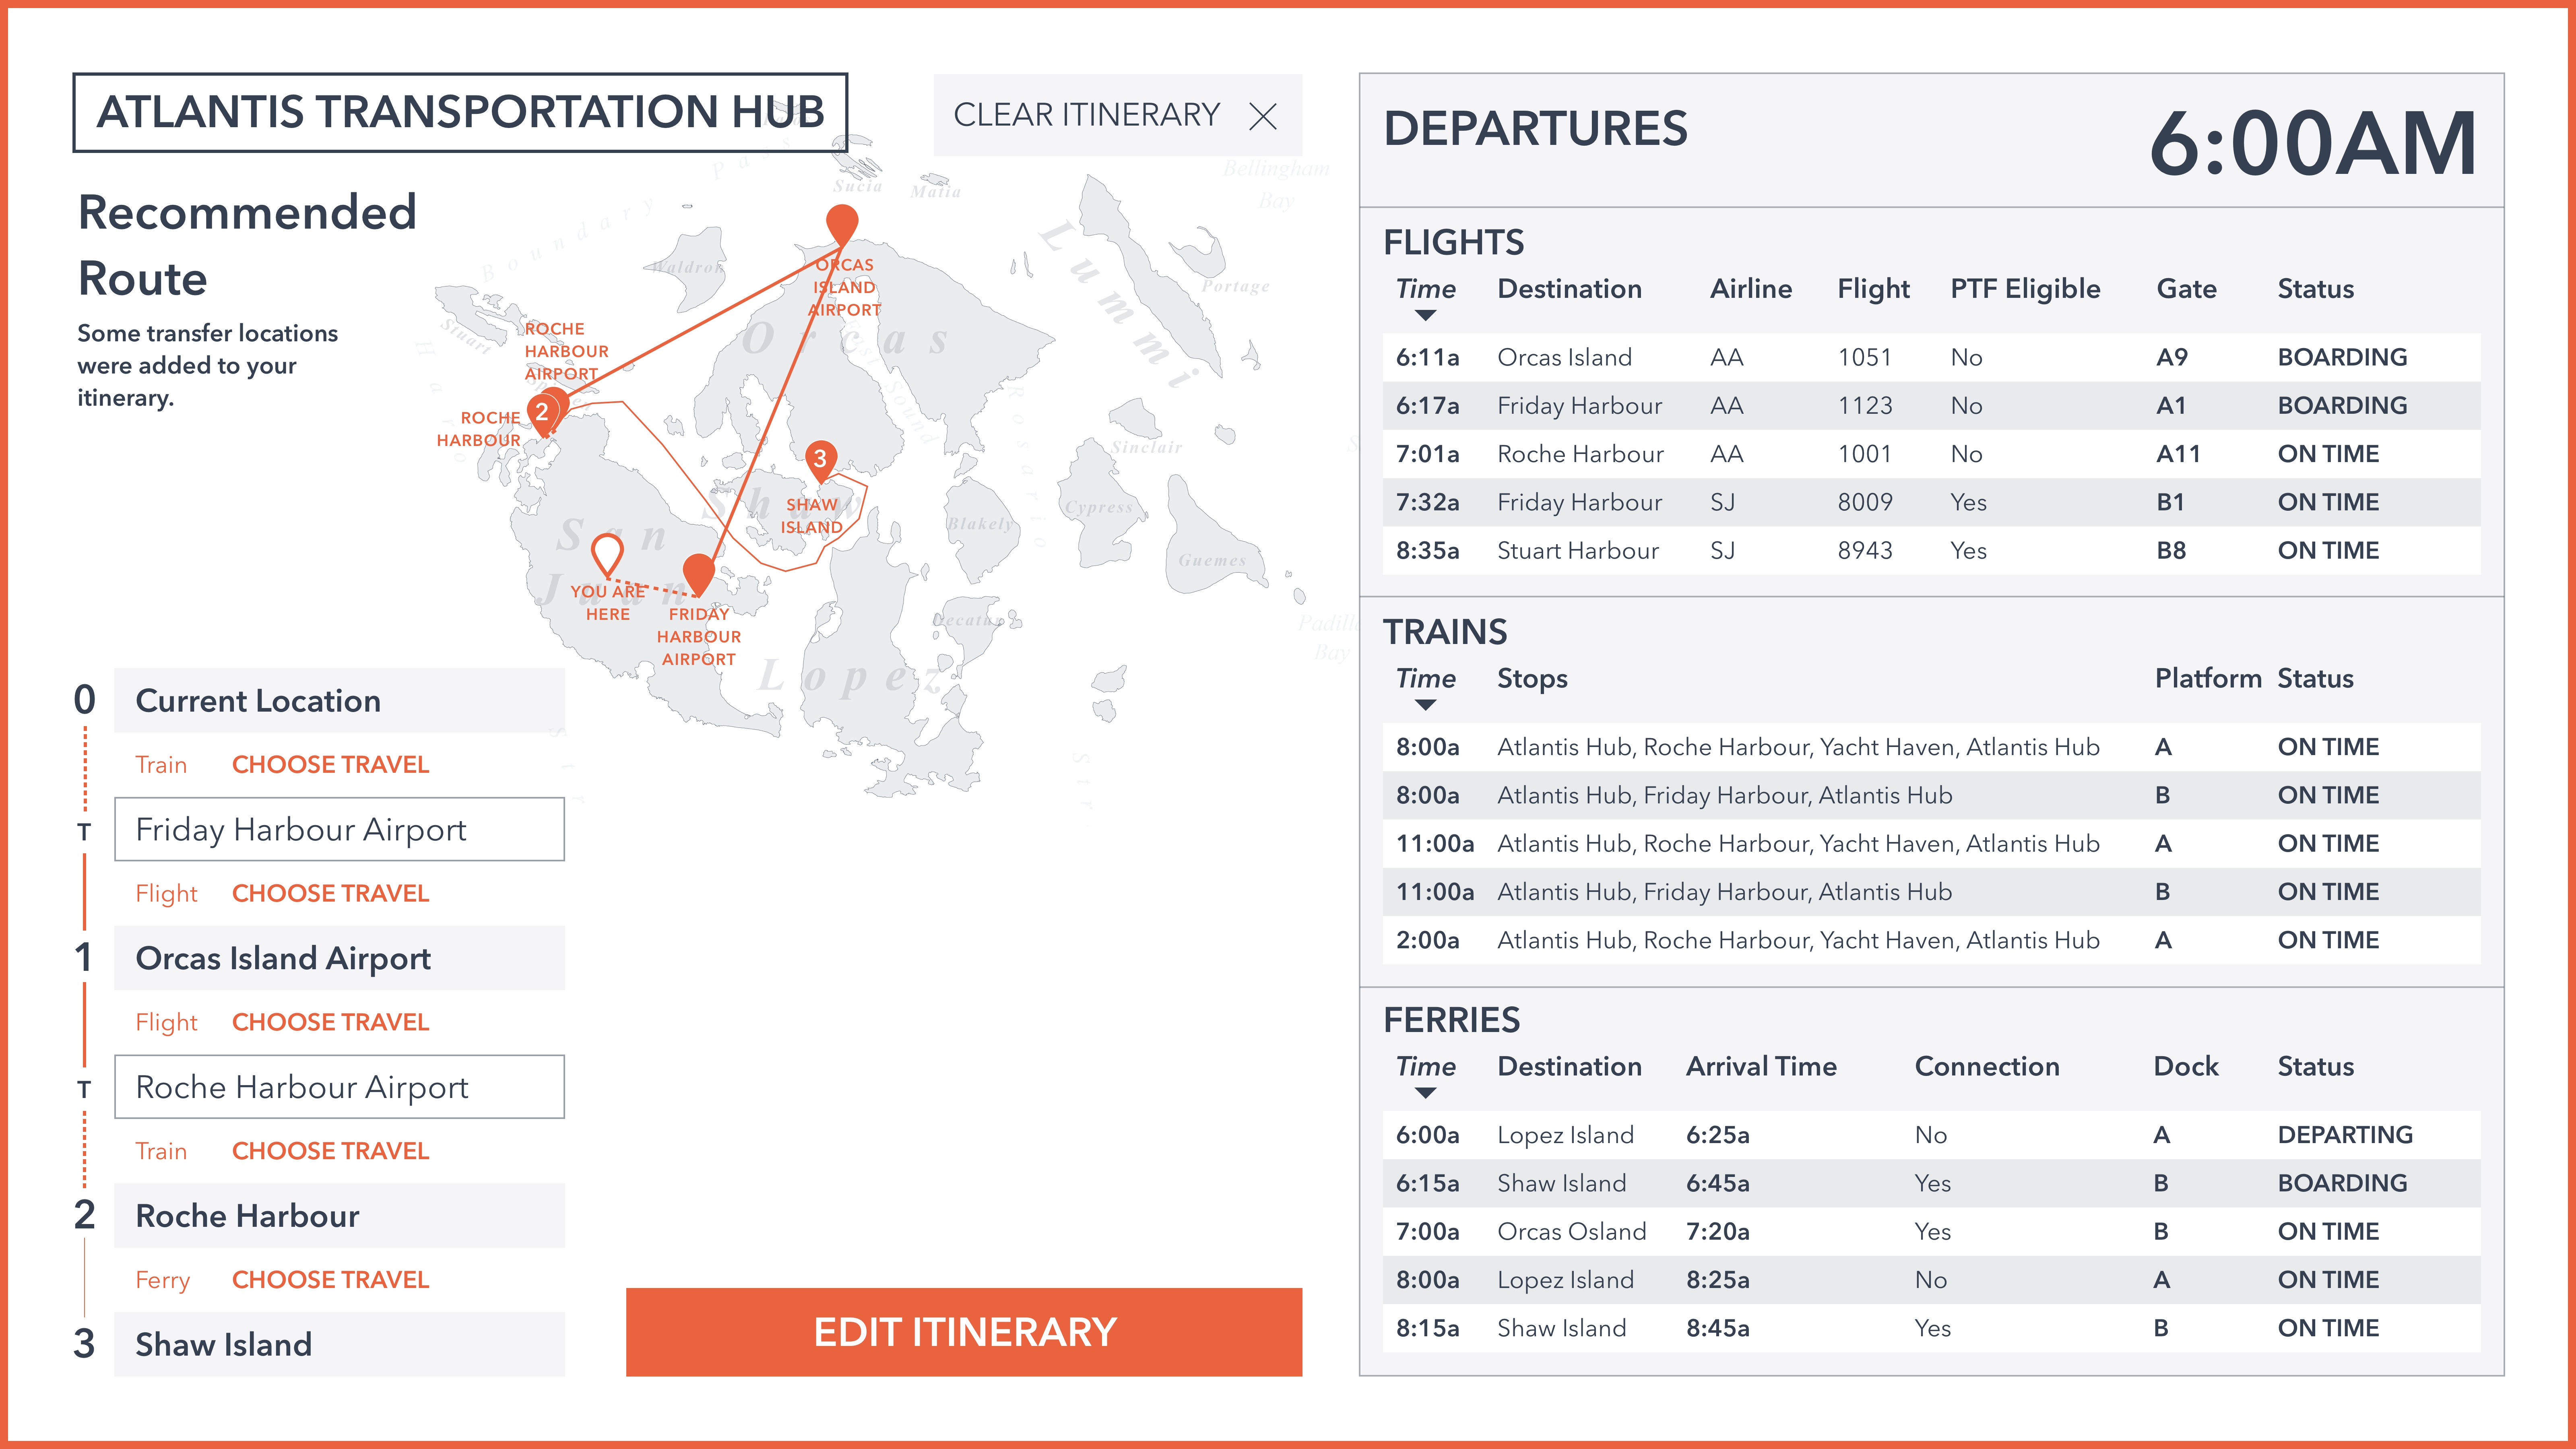 ATLANTIS TRANSPORTATION HUB
CLEAR ITINERARY
Recommended
Route
Some transfer locations
were added to your
itinerary.
Sucia
Matia
Bellingham
Bay
Boundary
Waldron
Lummi
Portage
ORCAS
ISLAND
AIRPORT
Orcas
Stuart
ROCHE
HARBOUR
AIRPORT
2
ROCHE
HARBOUR
Sound
Rosario
Sinclair
3
SHAW
ISLAND
Shaw
Blakely
Cypress
Guemes
San
Juan
YOU ARE
HERE
FRIDAY
HARBOUR
AIRPORT
Decatur
Padilla
Bay
Lopez
0 Current Location
Train CHOOSE TRAVEL
T Friday Harbour Airport
Flight CHOOSE TRAVEL
1 Orcas Island Airport
Flight CHOOSE TRAVEL
T Roche Harbour Airport
Train CHOOSE TRAVEL
2 Roche Harbour
Ferry CHOOSE TRAVEL
3 Shaw Island
EDIT ITINERARY
DEPARTURES 6:00AM
FLIGHTS
Time Destination Airline Flight PTF Eligible Gate Status
6:11a Orcas Island AA 1051 No A9 BOARDING
6:17a Friday Harbour AA 1123 No A1 BOARDING
7:01a Roche Harbour AA 1001 No A11 ON TIME
7:32a Friday Harbour SJ 8009 Yes B1 ON TIME
8:35a Stuart Harbour SJ 8943 Yes B8 ON TIME
TRAINS
Time Stops Platform Status
8:00a Atlantis Hub, Roche Harbour, Yacht Haven, Atlantis Hub A ON TIME
8:00a Atlantis Hub, Friday Harbour, Atlantis Hub B ON TIME
11:00a Atlantis Hub, Roche Harbour, Yacht Haven, Atlantis Hub A ON TIME
11:00a Atlantis Hub, Friday Harbour, Atlantis Hub B ON TIME
2:00a Atlantis Hub, Roche Harbour, Yacht Haven, Atlantis Hub A ON TIME
FERRIES
Time Destination Arrival Time Connection Dock Status
6:00a Lopez Island 6:25a No A DEPARTING
6:15a Shaw Island 6:45a Yes B BOARDING
7:00a Orcas Osland 7:20a Yes B ON TIME
8:00a Lopez Island 8:25a No A ON TIME
8:15a Shaw Island 8:45a Yes B ON TIME